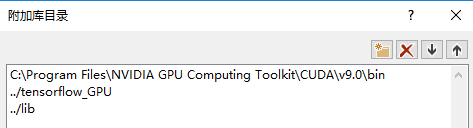 附加库目录
?
C:\Program Files\NVIDIA GPU Computing Toolkit\CUDA\v9.0\bin
../tensorflow_GPU
../lib